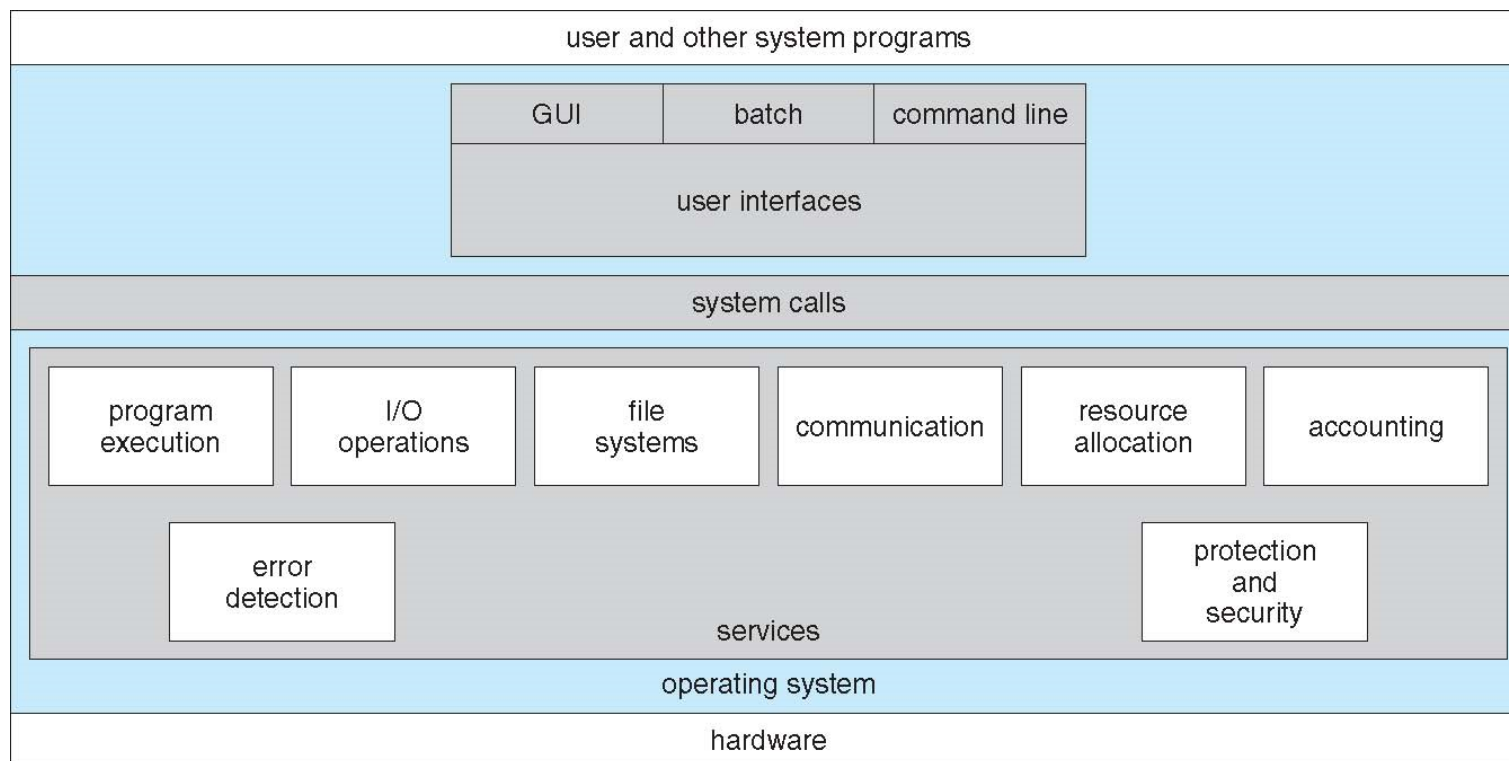 user and other system programs
GUI
batch
command line
user interfaces
system calls
program
execution
I/O
operations
file
systems
communication
resource
allocation
accounting
error
detection
protection
and
security
services
operating system
hardware